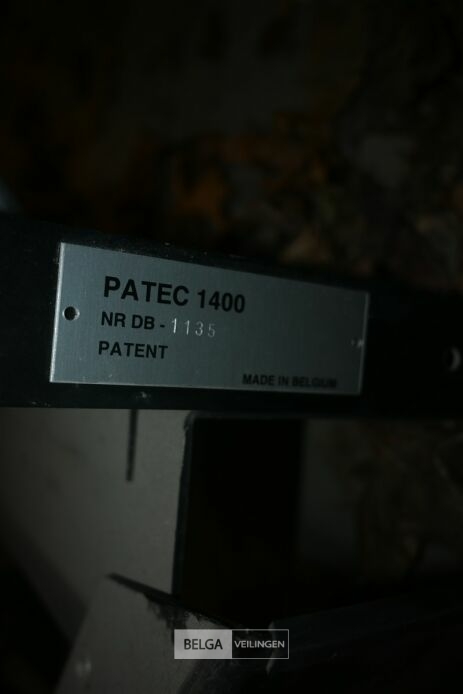 PATEC 1400
NR DB - 1135
PATENT
MADE IN BELGIUM
BELGA VEILINGEN